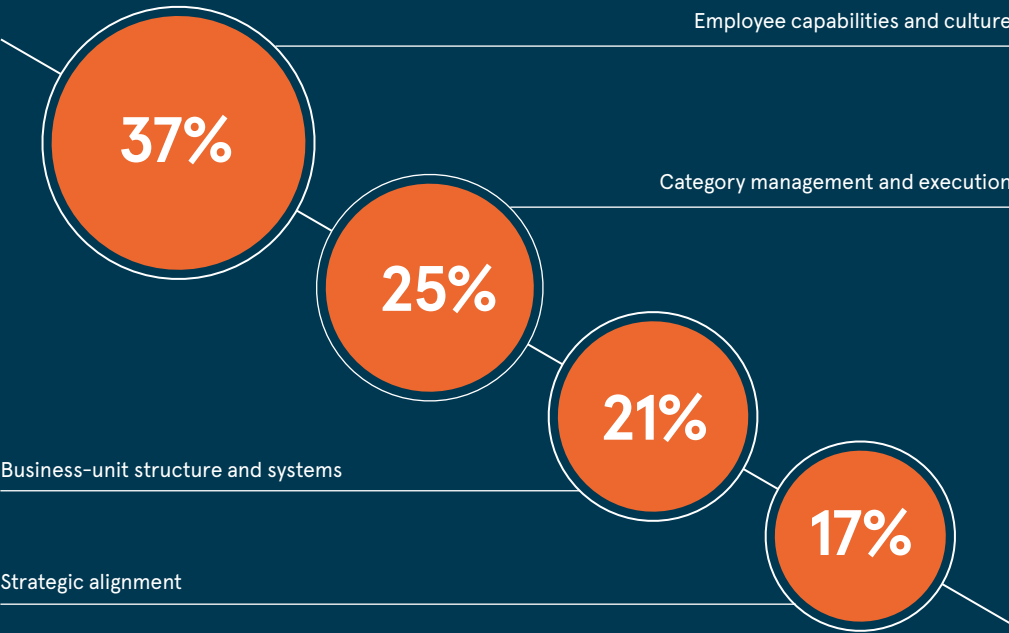 Employee capabilities and culture
37%
Category management and execution
25%
21%
Business-unit structure and systems
17%
Strategic alignment